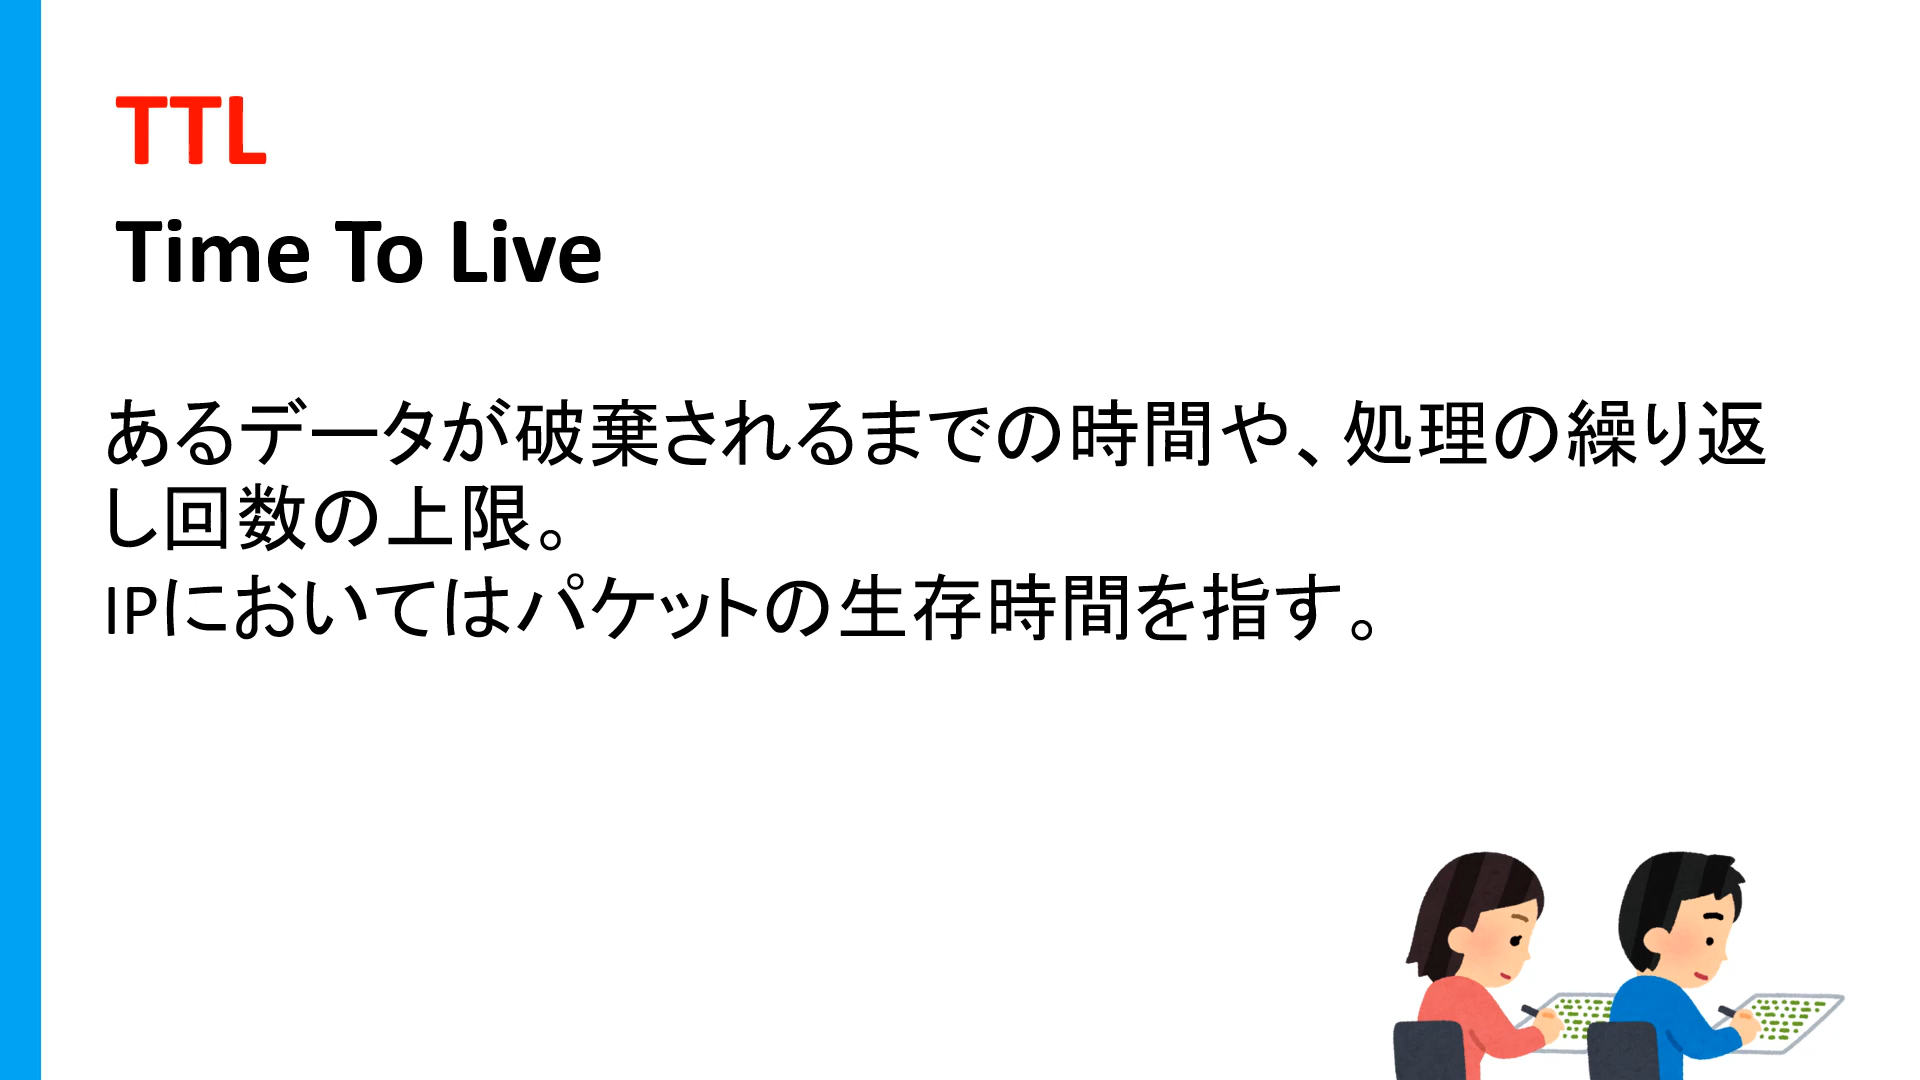 TTL
Time To Live
あるデータが破棄されるまでの時間や、処理の繰り返
し回数の上限。
IPにおいてはパケットの生存時間を指す。